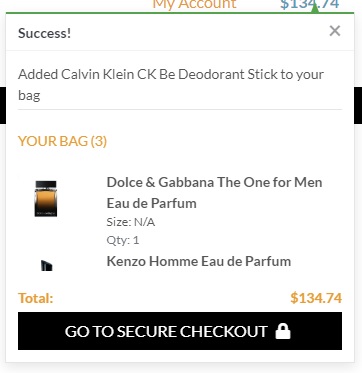 My Account $134.74
Success! ×
Added Calvin Klein CK Be Deodorant Stick to your
bag
YOUR BAG (3)
Dolce & Gabbana The One for Men
Eau de Parfum
Size: N/A
Qty: 1
Kenzo Homme Eau de Parfum
Total: $134.74
GO TO SECURE CHECKOUT